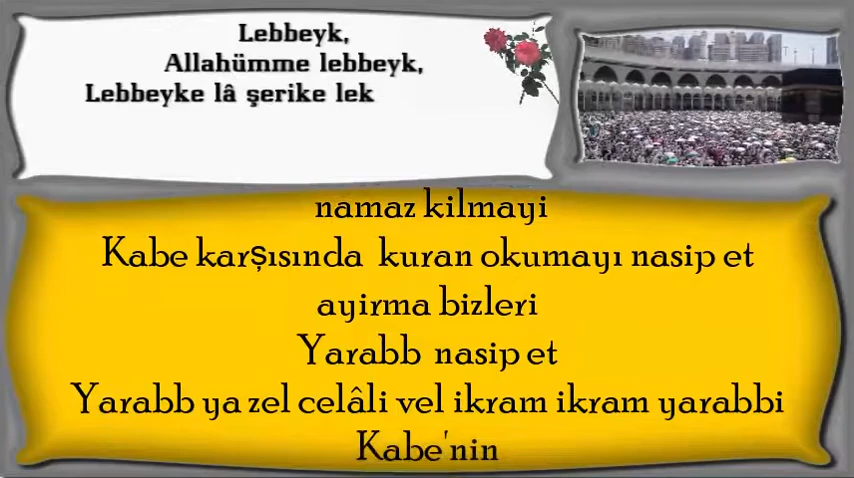 Lebbeyk,
Allahümme lebbeyk,
Lebbeyke lâ şerike lek
namaz kilmayi
Kabe karşısında kuran okumayı nasip et
ayirma bizleri
Yarabb nasip et
Yarabb ya zel celâli vel ikram ikram yarabbi
Kabe'nin